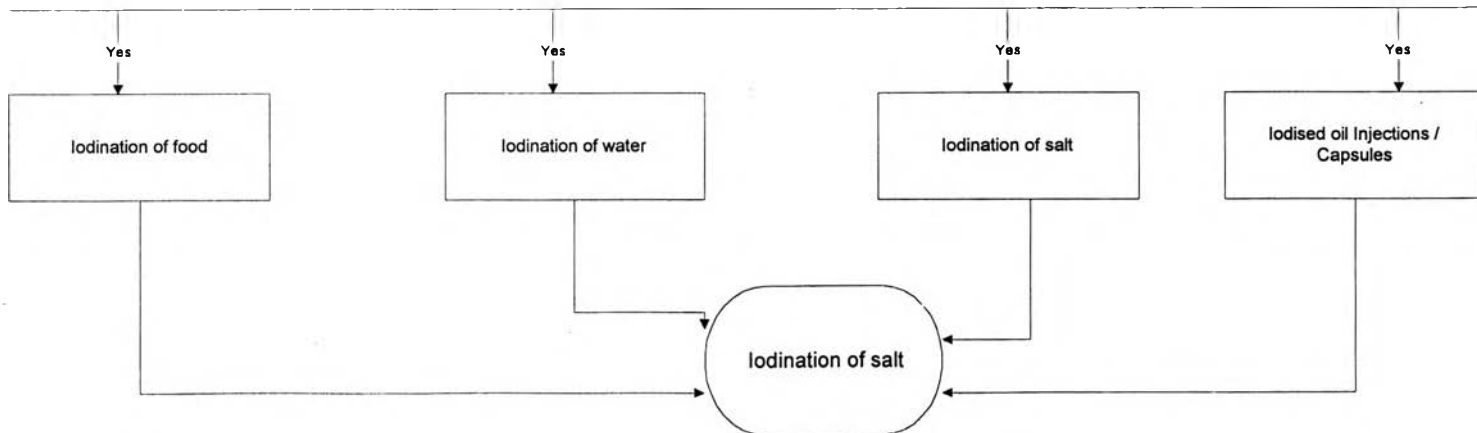 Yes
Yes
Yes
Yes
Iodination of food
Iodination of water
Iodination of salt
Iodised oil Injections /
Capsules
Iodination of salt